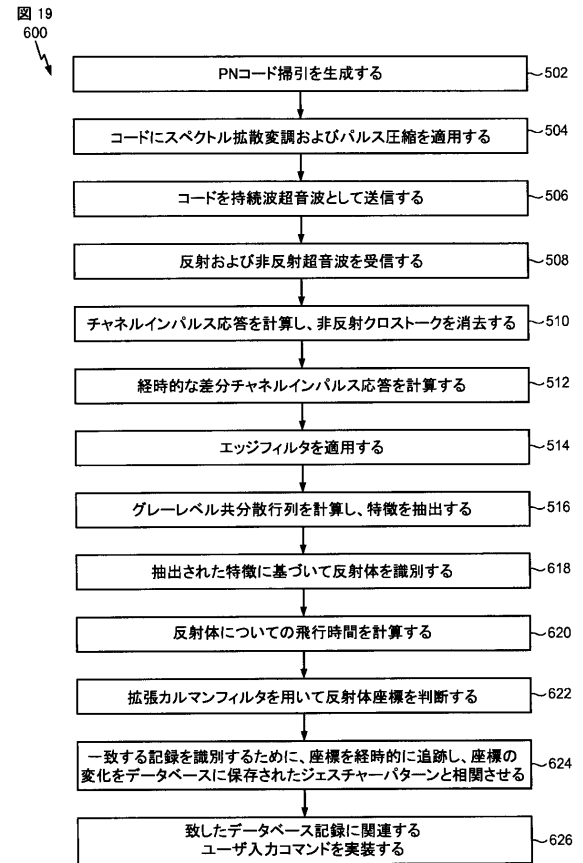 図 19
600
PNコード掃引を生成する
502
コードにスペクトル拡散変調およびパルス圧縮を適用する
504
コードを持続波超音波として送信する
506
反射および非反射超音波を受信する
508
チャネルインパルス応答を計算し、非反射クロストークを消去する
510
経時的な差分チャネルインパルス応答を計算する
512
エッジフィルタを適用する
514
グレーレベル共分散行列を計算し、特徴を抽出する
516
抽出された特徴に基づいて反射体を識別する
618
反射体についての飛行時間を計算する
620
拡張カルマンフィルタを用いて反射体座標を判断する
622
一致する記録を識別するために、座標を経時的に追跡し、座標の
変化をデータベースに保存されたジェスチャーパターンと相関させる
624
致したデータベース記録に関連する
ユーザ入力コマンドを実装する
626